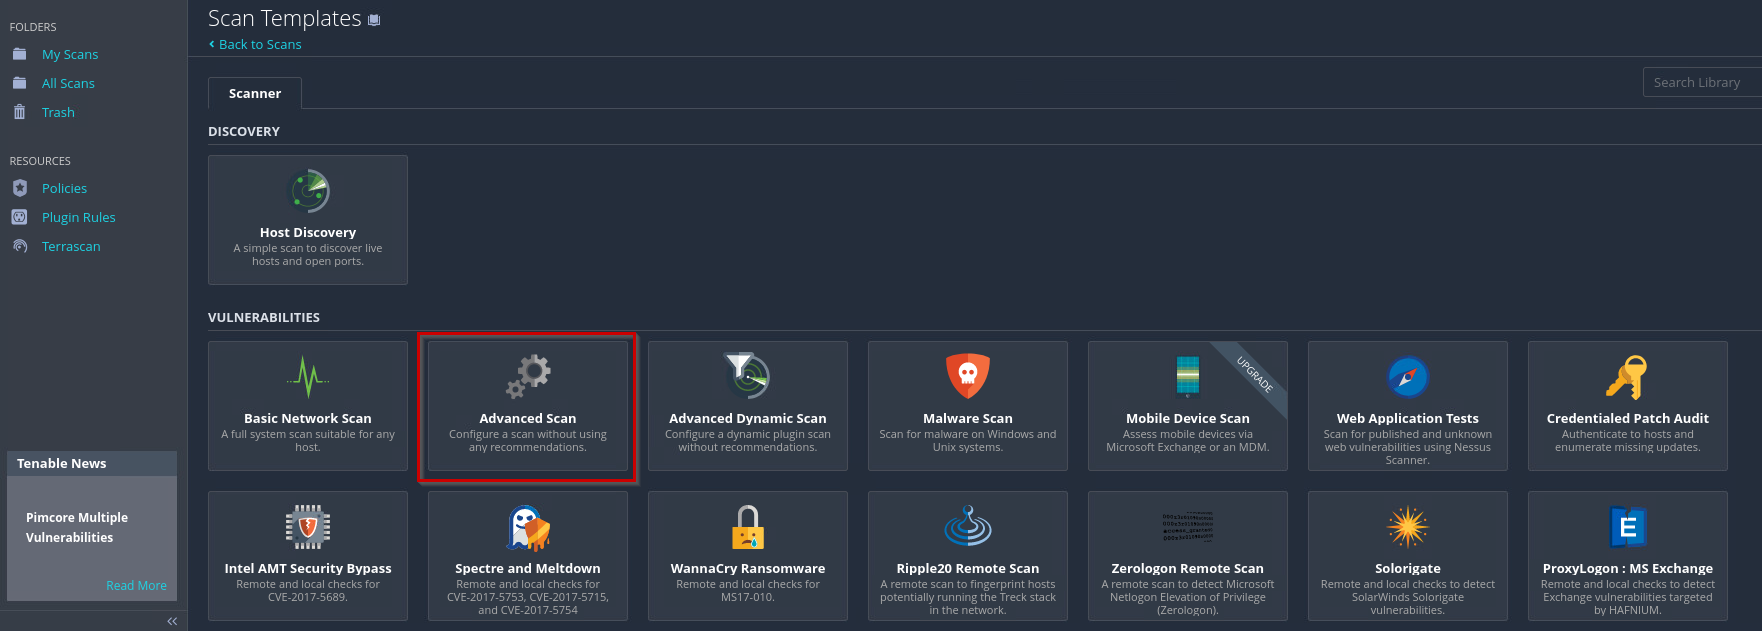 FOLDERS
My Scans
All Scans
Trash
RESOURCES
Policies
Plugin Rules
Terrascan
Tenable News
Pimcore Multiple
Vulnerabilities
Read More
Scan Templates
Back to Scans
Scanner
Search Library
DISCOVERY
Host Discovery
A simple scan to discover live
hosts and open ports.
VULNERABILITIES
Basic Network Scan
A full system scan suitable for any
host.
Advanced Scan
Configure a scan without using
any recommendations.
Advanced Dynamic Scan
Configure a dynamic plugin scan
without recommendations.
Malware Scan
Scan for malware on Windows and
Unix systems.
UPGRADE
Mobile Device Scan
Assess mobile devices via
Microsoft Exchange or an MDM.
Web Application Tests
Scan for published and unknown
web vulnerabilities using Nessus
Scanner.
Credentialed Patch Audit
Authenticate to hosts and
enumerate missing updates.
Intel AMT Security Bypass
Remote and local checks for
CVE-2017-5689.
Spectre and Meltdown
Remote and local checks for
CVE-2017-5753, CVE-2017-5715,
and CVE-2017-5754
WannaCry Ransomware
Remote and local checks for
MS17-010.
Ripple20 Remote Scan
A remote scan to fingerprint hosts
potentially running the Treck stack
in the network.
Zerologon Remote Scan
A remote scan to detect Microsoft
Netlogon Elevation of Privilege
(Zerologon).
Solorigate
Remote and local checks to detect
SolarWinds Solorigate
vulnerabilities.
E
ProxyLogon : MS Exchange
Remote and local checks to detect
Exchange vulnerabilities targeted
by HAFNIUM.